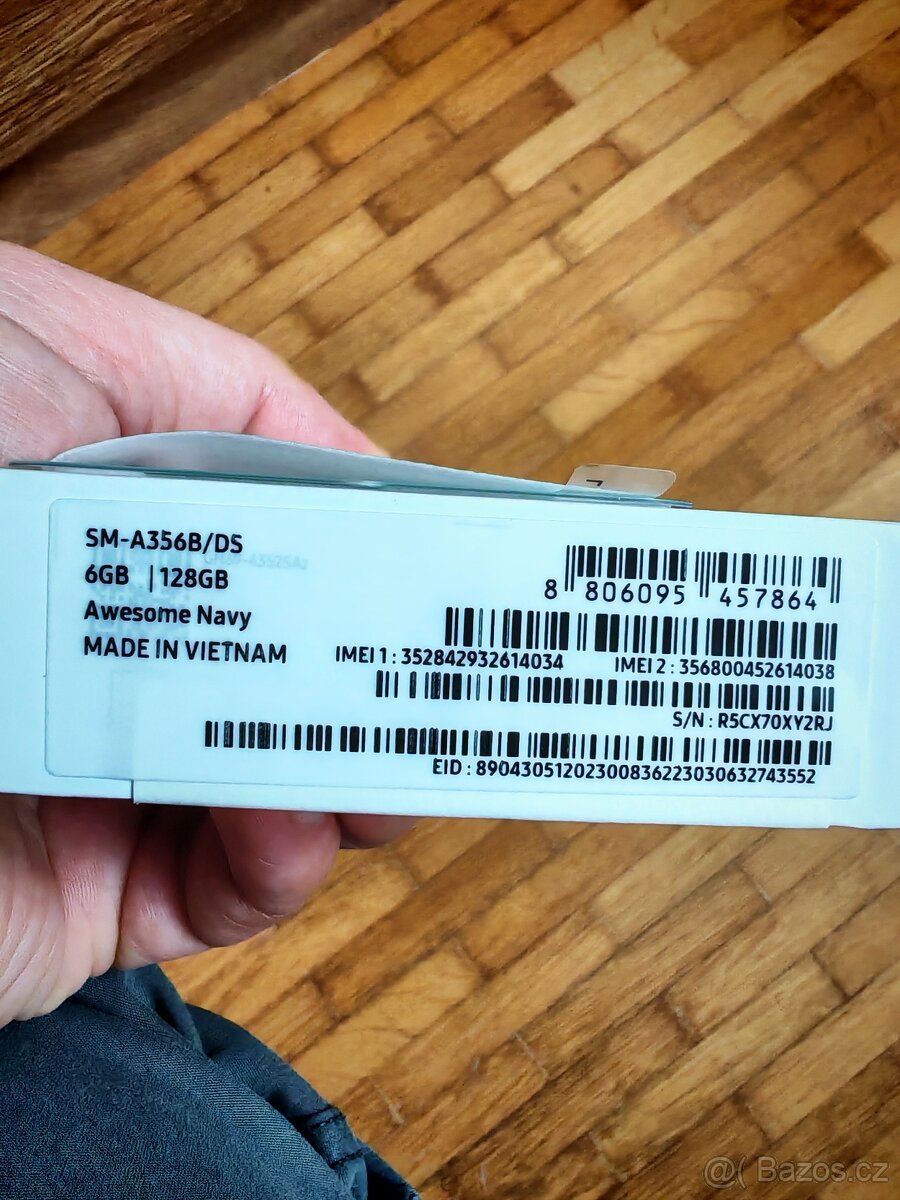 SM-A356B/DS
6GB | 128GB
Awesome Navy
MADE IN VIETNAM
8 806095 457864
IMEI 1 : 352842932614034 IMEI 2 : 356800452614038
S/N : R5CX70XY2RJ
EID : 89043051202300836223030632743552
@( Bazos.cz